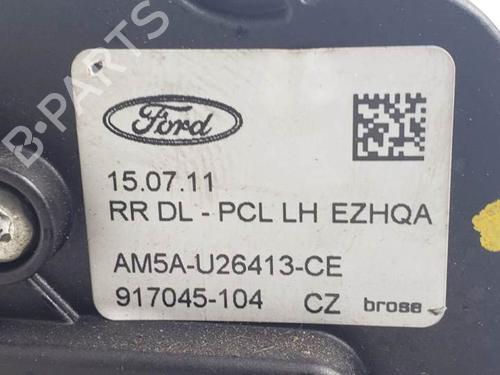 B-PARTS
Ford
15.07.11
RR DL - PCL LH EZHQA
AM5A-U26413-CE
917045-104 CZ brose